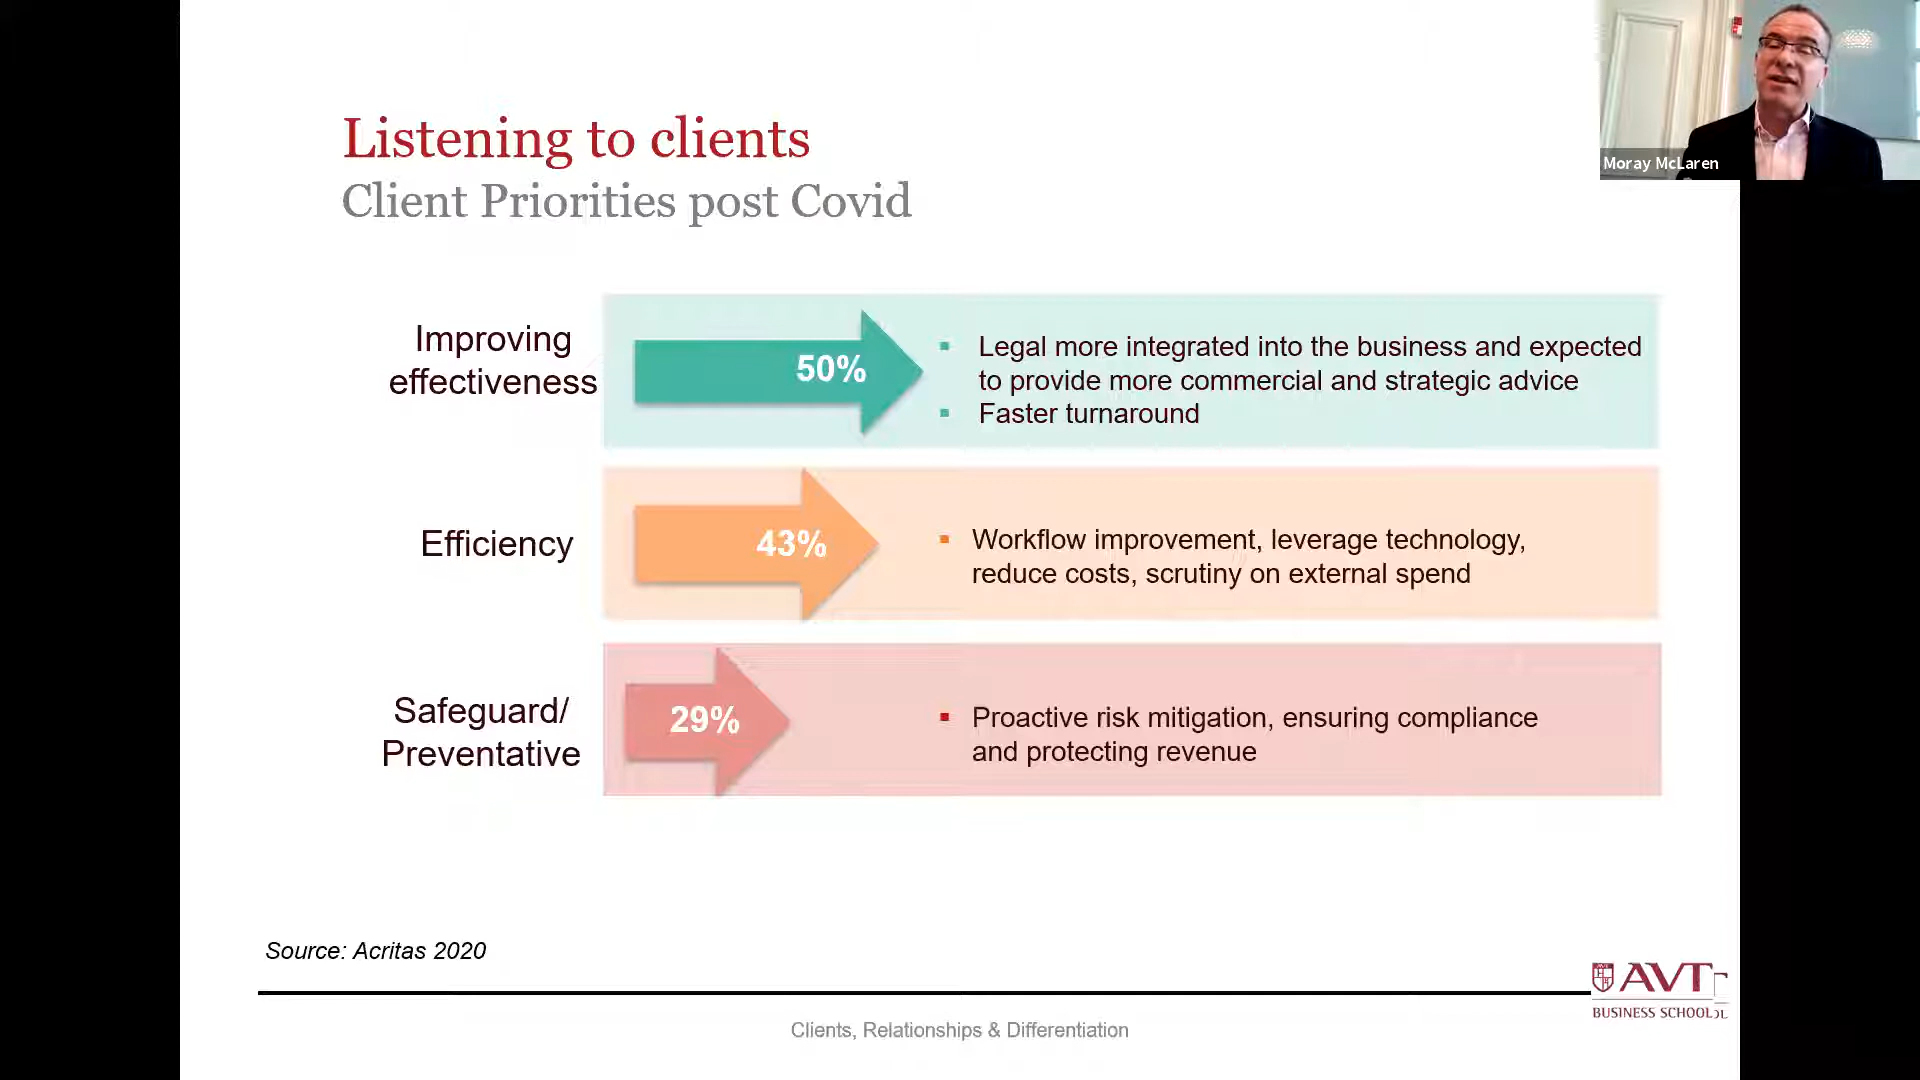 Listening to clients
Client Priorities post Covid
Moray McLaren
Improving
effectiveness
50%
▪ Legal more integrated into the business and expected
to provide more commercial and strategic advice
▪ Faster turnaround
Efficiency
43%
▪ Workflow improvement, leverage technology,
reduce costs, scrutiny on external spend
Safeguard/
Preventative
29%
▪ Proactive risk mitigation, ensuring compliance
and protecting revenue
Source: Acritas 2020
AVT
BUSINESS SCHOOL
Clients, Relationships & Differentiation